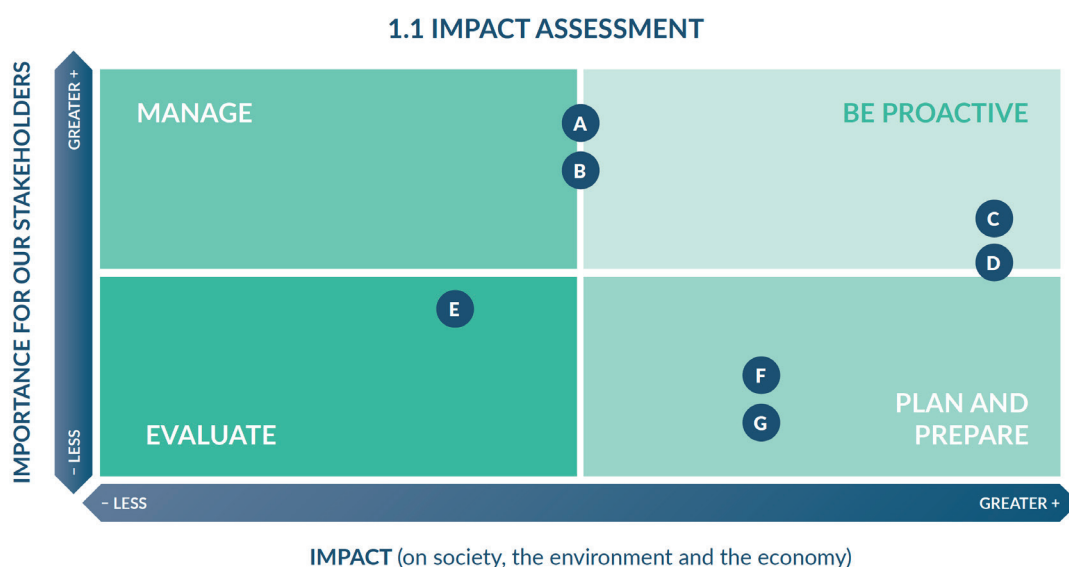 1.1 IMPACT ASSESSMENT
IMPORTANCE FOR OUR STAKEHOLDERS
GREATER +
– LESS
MANAGE
BE PROACTIVE
A
B
C
D
E
F
G
EVALUATE
PLAN AND
PREPARE
– LESS
GREATER +
IMPACT (on society, the environment and the economy)